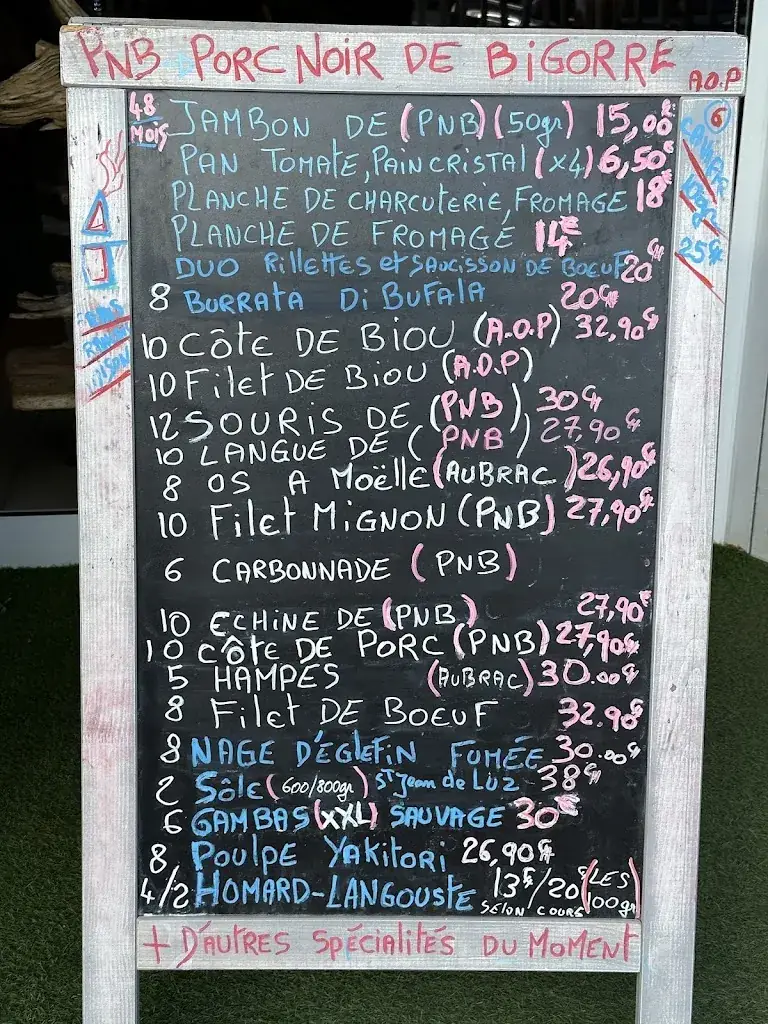 PNB PORC NOIR DE BIGORRE A.O.P
48 MOIS JAMBON DE (PNB) (50gr) 15,00€
PAN TOMATE, PAIN CRISTAL (x4) 6,50€
PLANCHE DE CHARCUTERIE, FROMAGE 18€
PLANCHE DE FROMAGE 14€
DUO RILLETTES et SAUCISSON DE BOEUF 20€
8 BURRATA Di BUFALA 20€
10 CÔTE DE BIOU (A.O.P) 32,90€
10 Filet DE BIOU (A.O.P)
12 SOURIS DE (PNB) 30€
10 LANGUE DE (PNB) 27,90€
8 OS A MOËLLE (AUBRAC) 26,90€
10 Filet MIGNON (PNB) 27,90€
6 CARBONNADE (PNB)
10 ECHINE DE (PNB) 27,90€
10 CÔTE DE PORC (PNB) 27,90€
5 HAMPES (AUBRAC) 30.00€
8 Filet DE BOEUF 32.90€
8 NAGE D'ÉGLEFIN FUMÉE 30.00€
2 Sôle (600/800gr) St Jean de Luz 38€
6 GAMBAS (XXL) SAUVAGE 30€
8 Poulpe Yakitori 26,90€
4/2 HOMARD-LANGOUSTE 13€/20€ (LES 100gr)
SELON COURS
+ D'AUTRES SPÉCIALITÉS DU MOMENT
6
25€